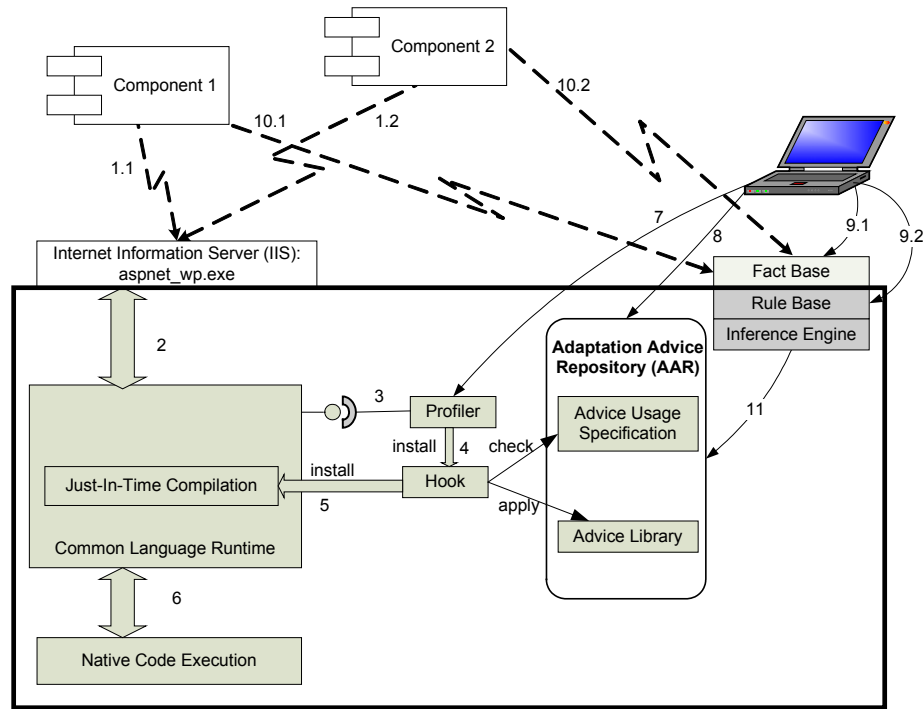 Component 1
Component 2
10.1
1.2
10.2
1.1
7
8
9.1
9.2
Internet Information Server (IIS):
aspnet_wp.exe
Fact Base
Rule Base
Inference Engine
2
Adaptation Advice
Repository (AAR)
3
Profiler
11
Advice Usage
Specification
install
4
check
Just-In-Time Compilation
install
5
Hook
apply
Advice Library
Common Language Runtime
6
Native Code Execution